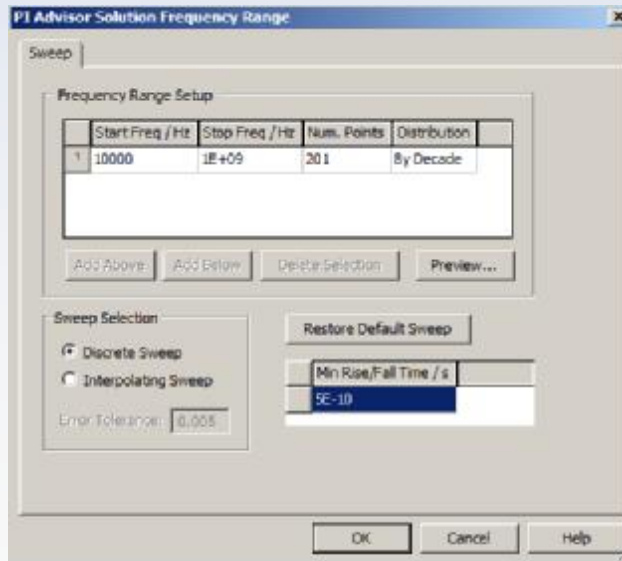 PI Advisor Solution Frequency Range
Sweep
Frequency Range Setup
Start Freq / Hz Stop Freq / Hz Num. Points Distribution
1 10000 1E+09 201 By Decade
Add Above Add Below Delete Selection Preview...
Sweep Selection
Discrete Sweep
Interpolating Sweep
Error Tolerance: 0.005
Restore Default Sweep
Min Rise/Fall Time / s
5E-10
OK Cancel Help